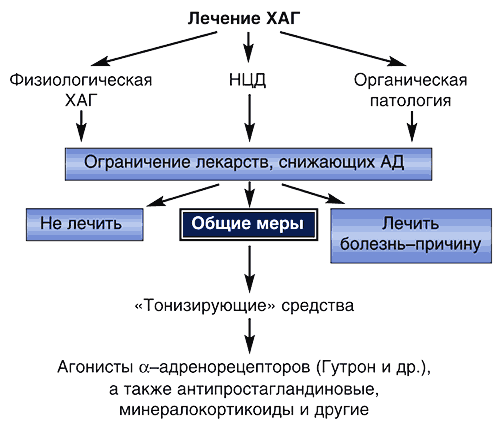 Лечение ХАГ
Физиологическая
ХАГ
НЦД
Органическая
патология
Ограничение лекарств, снижающих АД
Не лечить
Общие меры
Лечить
болезнь–причину
«Тонизирующие» средства
Агонисты α–адренорецепторов (Гутрон и др.),
а также антипростагландиновые,
минералокортикоиды и другие